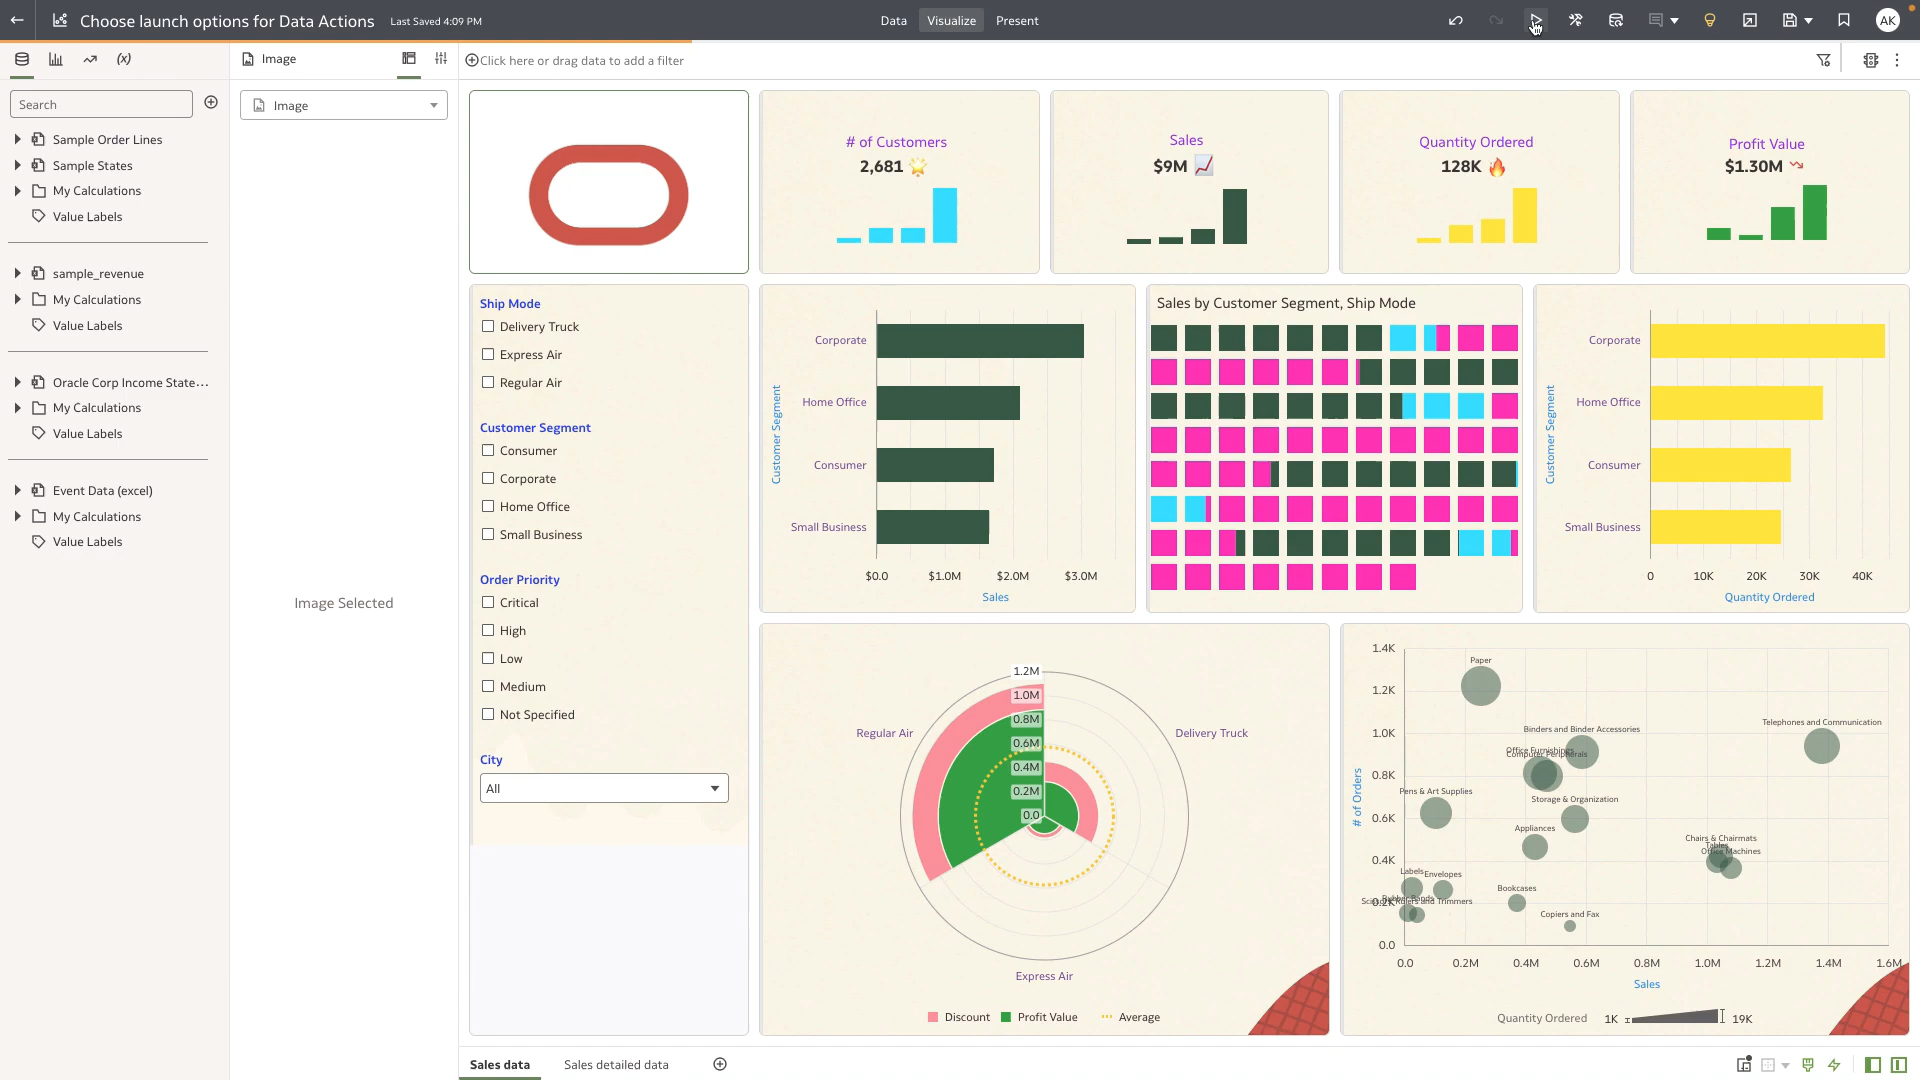 Choose launch options for Data Actions
Last Saved 4:09 PM
Data
Visualize
Present
AK
(x)
Image
Click here or drag data to add a filter
Search
Image
Sample Order Lines
Sample States
My Calculations
Value Labels
sample_revenue
My Calculations
Value Labels
Oracle Corp Income State...
My Calculations
Value Labels
Event Data (excel)
My Calculations
Value Labels
Image Selected
# of Customers
2,681
Sales
$9M
Quantity Ordered
128K
Profit Value
$1.30M
Ship Mode
Delivery Truck
Express Air
Regular Air
Customer Segment
Consumer
Corporate
Home Office
Small Business
Order Priority
Critical
High
Low
Medium
Not Specified
City
All
Customer Segment
Corporate
Home Office
Consumer
Small Business
$0.0
$1.0M
$2.0M
$3.0M
Sales
Sales by Customer Segment, Ship Mode
Customer Segment
Corporate
Home Office
Consumer
Small Business
0
10K
20K
30K
40K
Quantity Ordered
1.2M
1.0M
0.8M
0.6M
0.4M
0.2M
0.0
Regular Air
Delivery Truck
Express Air
Discount
Profit Value
Average
# of Orders
1.4K
1.2K
1.0K
0.8K
0.6K
0.4K
0.2K
0.0
Paper
Telephones and Communication
Binders and Binder Accessories
Office Furnishings
Computer Peripherals
Pens & Art Supplies
Storage & Organization
Appliances
Chairs & Chairmats
Tables
Office Machines
Labels
Envelopes
Bookcases
and Trimmers
Copiers and Fax
0.0
0.2M
0.4M
0.6M
0.8M
1.0M
1.2M
1.4M
1.6M
Sales
Quantity Ordered
1K
19K
Sales data
Sales detailed data